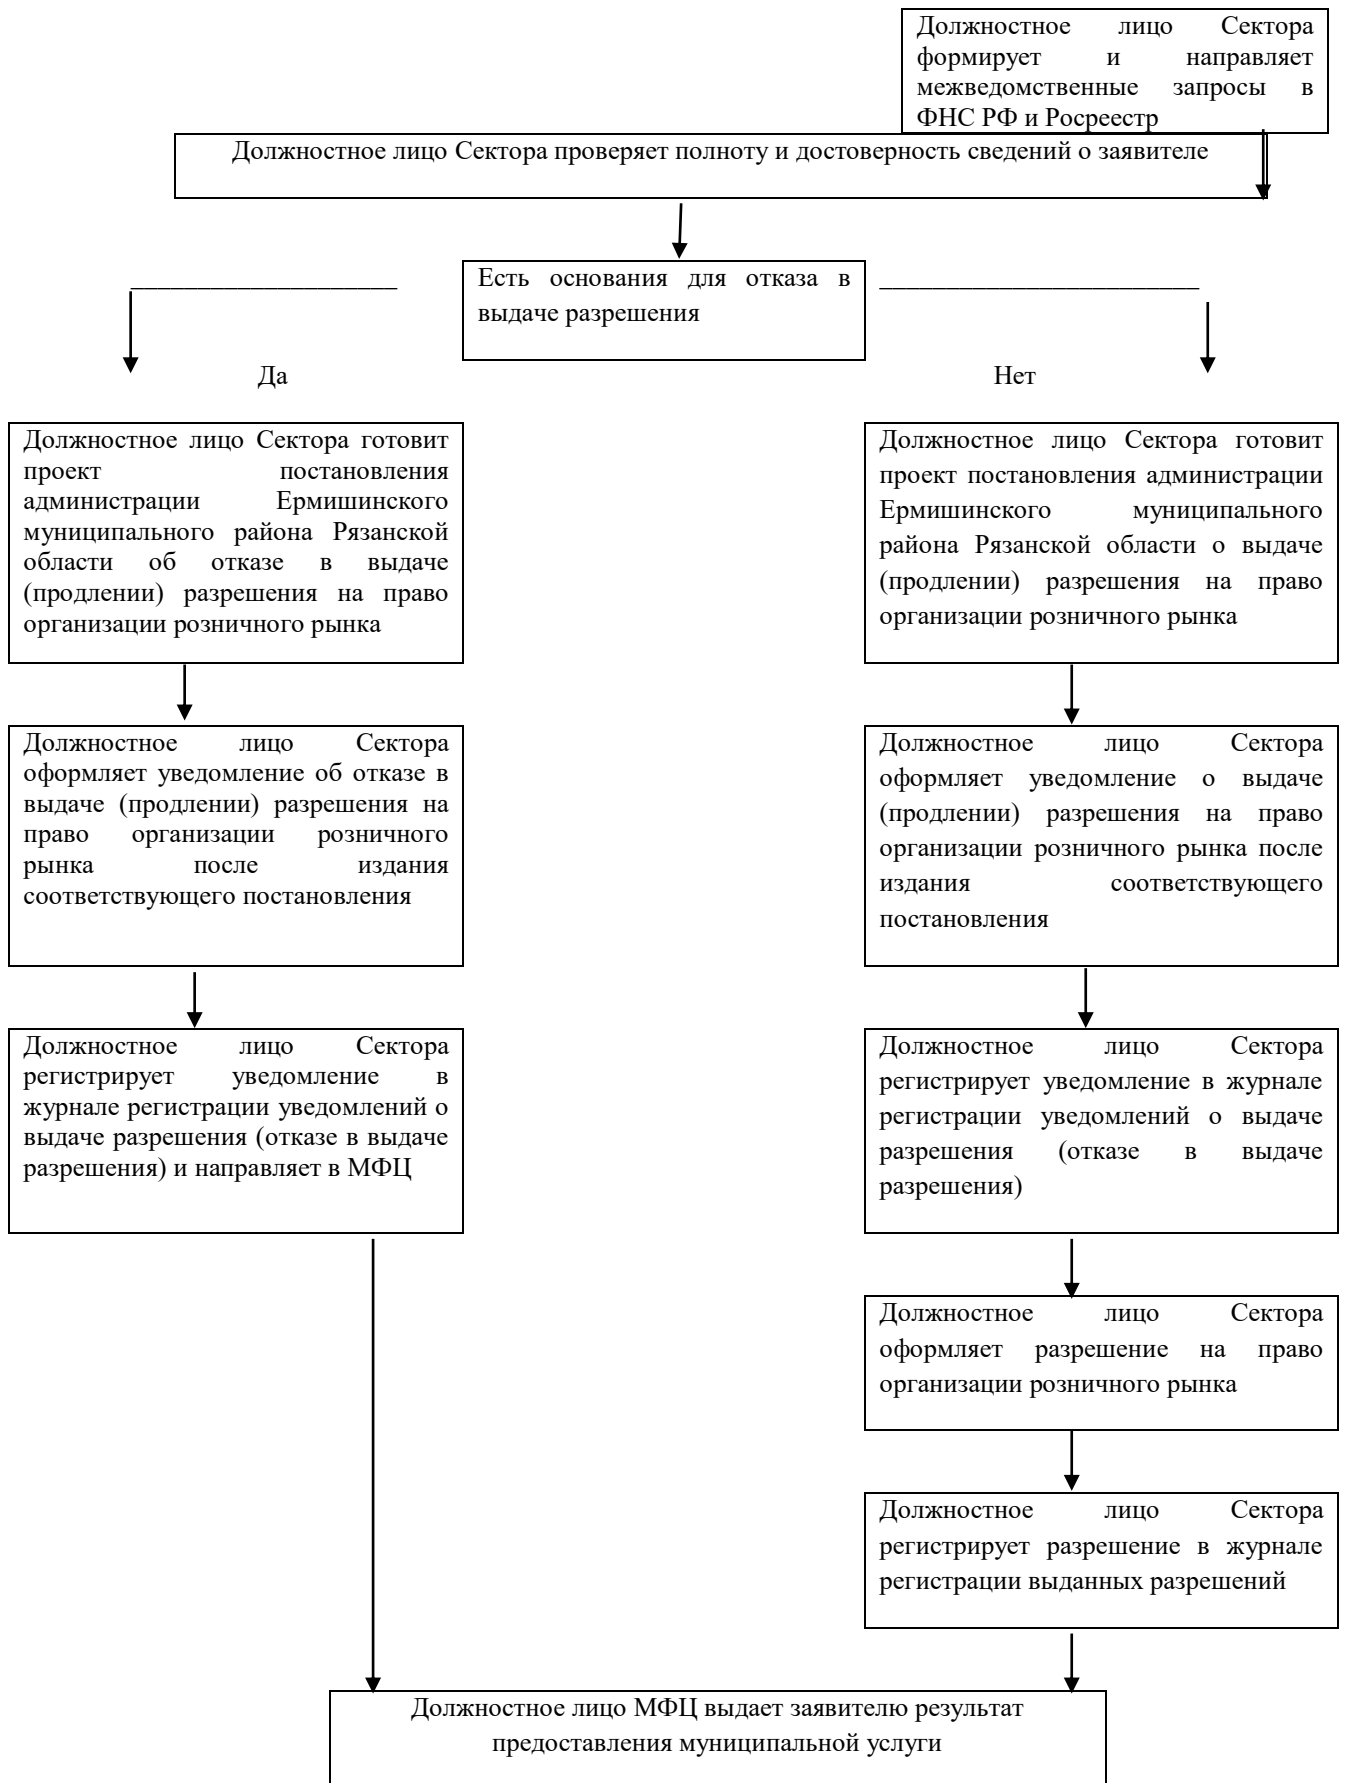 Должностное лицо Сектора
формирует и направляет
межведомственные запросы в
ФНС РФ и Росреестр
Должностное лицо Сектора проверяет полноту и достоверность сведений о заявителе
Есть основания для отказа в
выдаче разрешения
Да
Нет
Должностное лицо Сектора готовит
проект постановления
администрации Ермишинского
муниципального района Рязанской
области об отказе в выдаче
(продлении) разрешения на право
организации розничного рынка
Должностное лицо Сектора готовит
проект постановления администрации
Ермишинского муниципального
района Рязанской области о выдаче
(продлении) разрешения на право
организации розничного рынка
Должностное лицо Сектора
оформляет уведомление об отказе в
выдаче (продлении) разрешения на
право организации розничного
рынка после издания
соответствующего постановления
Должностное лицо Сектора
оформляет уведомление о выдаче
(продлении) разрешения на право
организации розничного рынка после
издания соответствующего
постановления
Должностное лицо Сектора
регистрирует уведомление в
журнале регистрации уведомлений о
выдаче разрешения (отказе в выдаче
разрешения) и направляет в МФЦ
Должностное лицо Сектора
регистрирует уведомление в журнале
регистрации уведомлений о выдаче
разрешения (отказе в выдаче
разрешения)
Должностное лицо Сектора
оформляет разрешение на право
организации розничного рынка
Должностное лицо Сектора
регистрирует разрешение в журнале
регистрации выданных разрешений
Должностное лицо МФЦ выдает заявителю результат
предоставления муниципальной услуги